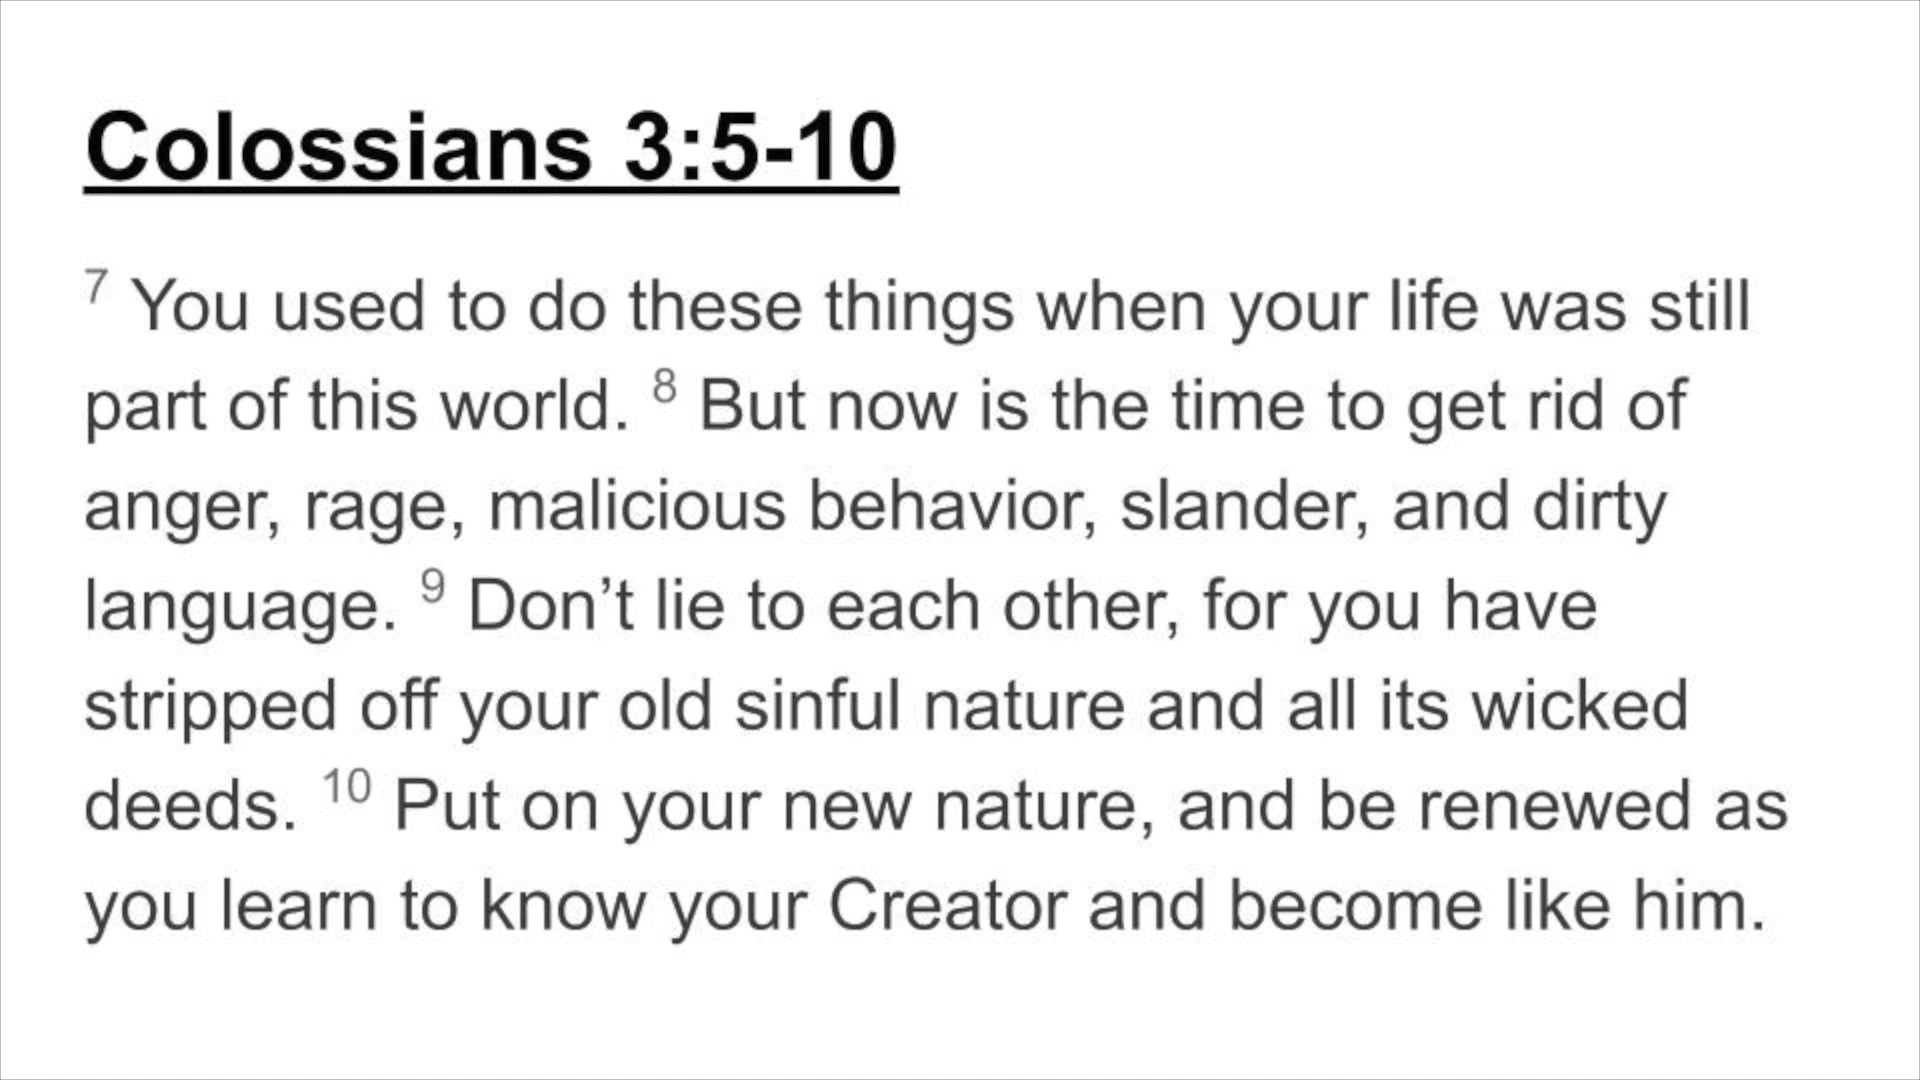 Colossians 3:5-10
7 You used to do these things when your life was still
part of this world. 8 But now is the time to get rid of
anger, rage, malicious behavior, slander, and dirty
language. 9 Don’t lie to each other, for you have
stripped off your old sinful nature and all its wicked
deeds. 10 Put on your new nature, and be renewed as
you learn to know your Creator and become like him.